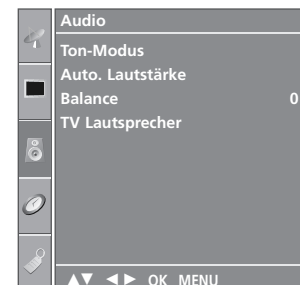 Audio
Ton-Modus
Auto. Lautstärke
Balance 0
TV Lautsprecher
▲▼ ◄► OK MENU